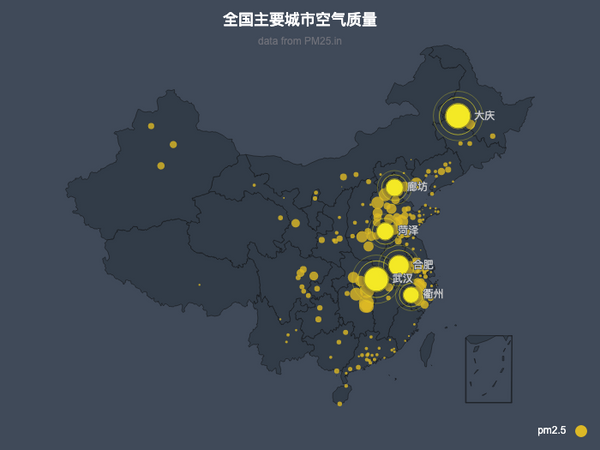 全国主要城市空气质量
data from PM25.in
大庆
廊坊
菏泽
合肥
武汉
衢州
pm2.5